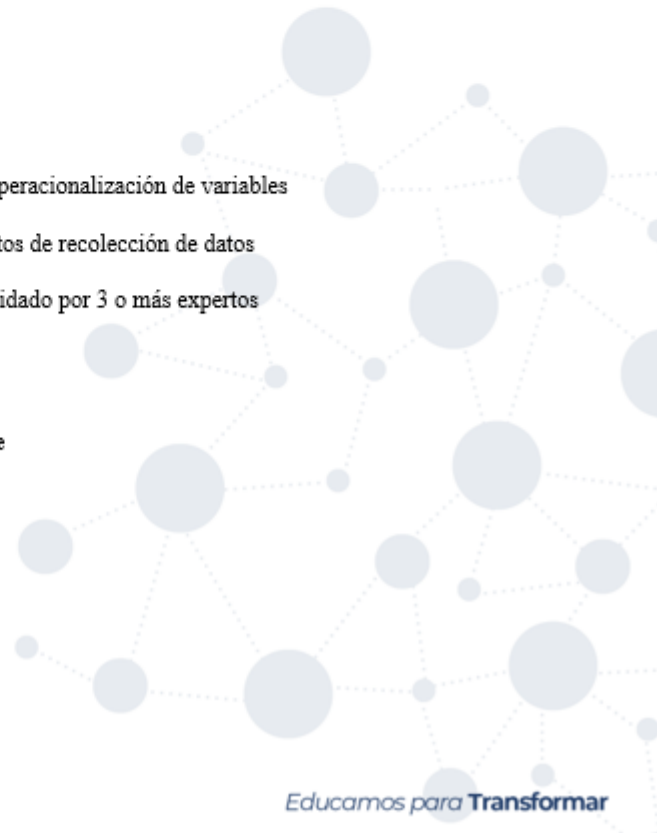 peracionalización de variables
tos de recolección de datos
idado por 3 o más expertos
e
Educamos para Transformar